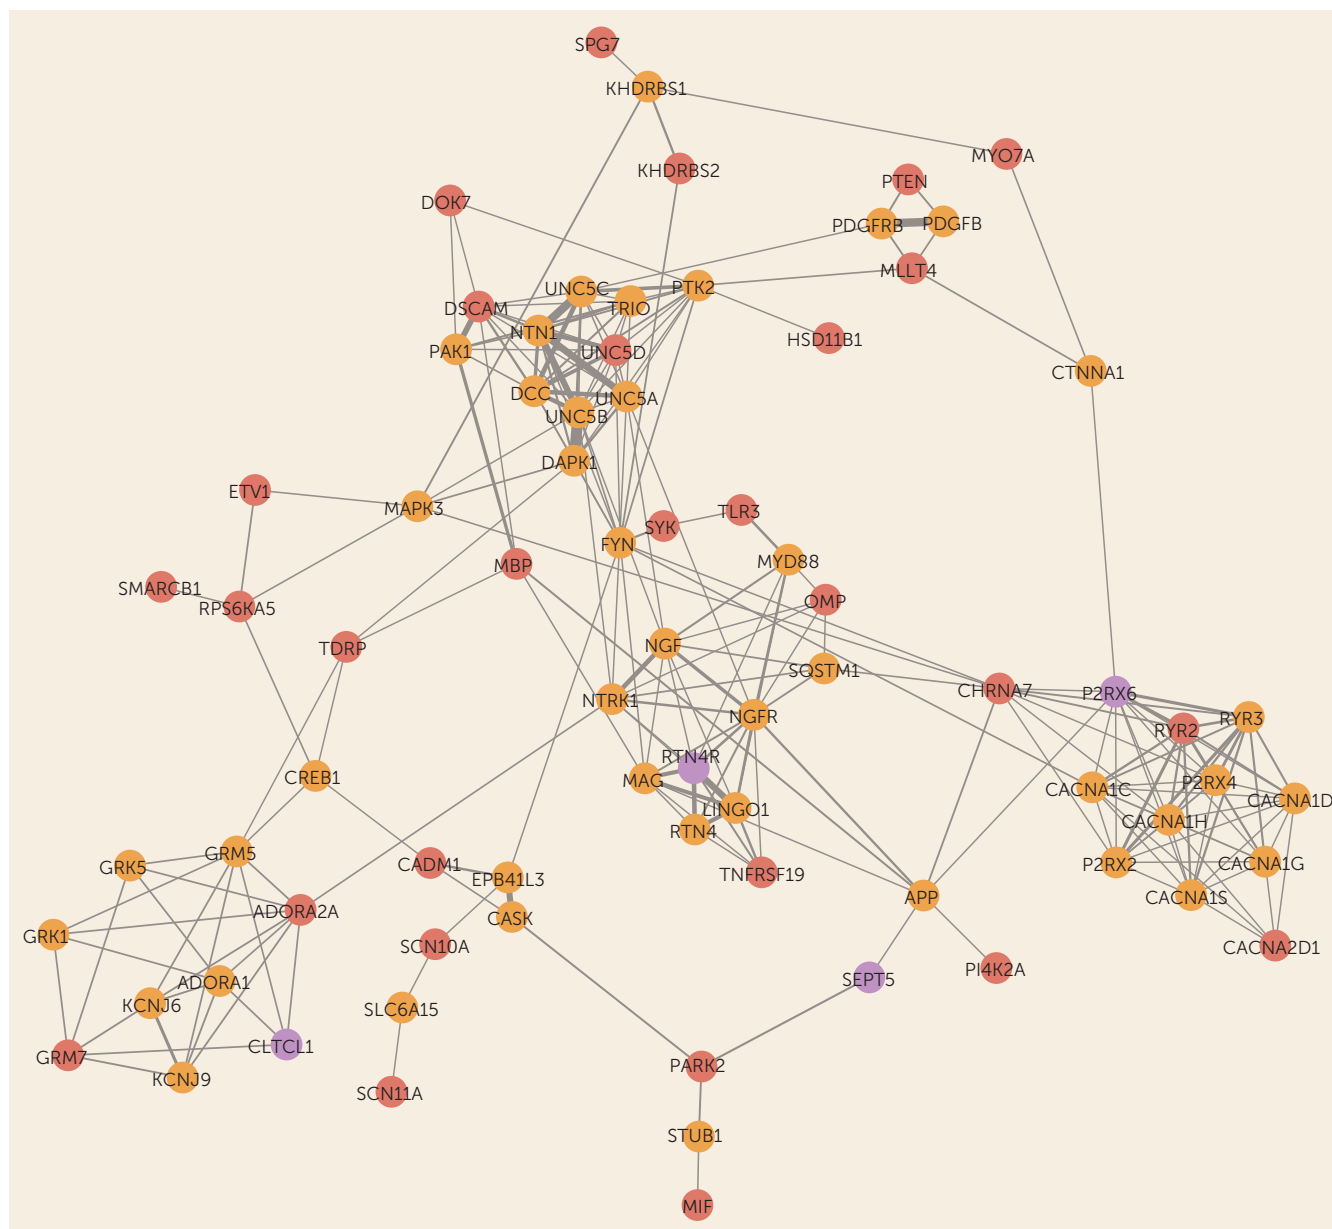 SPG7
KHDRBS1
MYO7A
KHDRBS2
PTEN
DOK7
PDGFRB
PDGFB
MLLT4
UNC5C
PTK2
DSCAM
TRIO
NTN1
HSD11B1
PAK1
UNC5D
CTNNA1
DCC
UNC5A
UNC5B
DAPK1
ETV1
MAPK3
TLR3
SYK
FYN
MBP
MYD88
SMARCB1
OMP
RPS6KA5
TDRP
NGF
SQSTM1
CHRNA7
P2RX6
NTRK1
NGFR
RYR3
RYR2
RTN4R
CREB1
MAG
P2RX4
CACNA1C
CACNA1D
LINGO1
CACNA1H
RTN4
GRM5
GRK5
CADM1
EPB41L3
TNFRSF19
P2RX2
CACNA1G
APP
CACNA1S
ADORA2A
CASK
GRK1
SCN10A
CACNA2D1
PI4K2A
SEPT5
ADORA1
KCNJ6
SLC6A15
CLTCL1
GRM7
PARK2
KCNJ9
SCN11A
STUB1
MIF